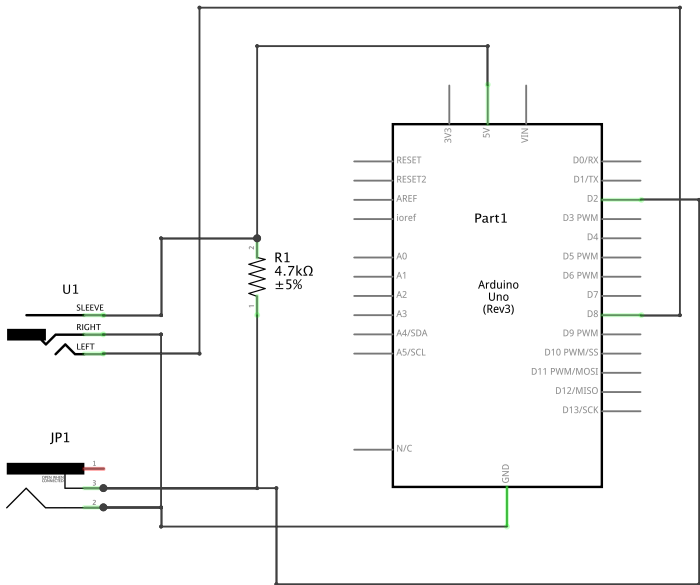 3V3
5V
VIN
RESET
RESET2
AREF
ioref
A0
A1
A2
A3
A4/SDA
A5/SCL
N/C
D0/RX
D1/TX
D2
D3 PWM
D4
D5 PWM
D6 PWM
D7
D8
D9 PWM
D10 PWM/SS
D11 PWM/MOSI
D12/MISO
D13/SCK
GND
Part1
Arduino
Uno
(Rev3)
2
R1
4.7kΩ
±5%
1
U1
SLEEVE
RIGHT
LEFT
JP1
1
OPEN WHEN
CONNECTED
3
2